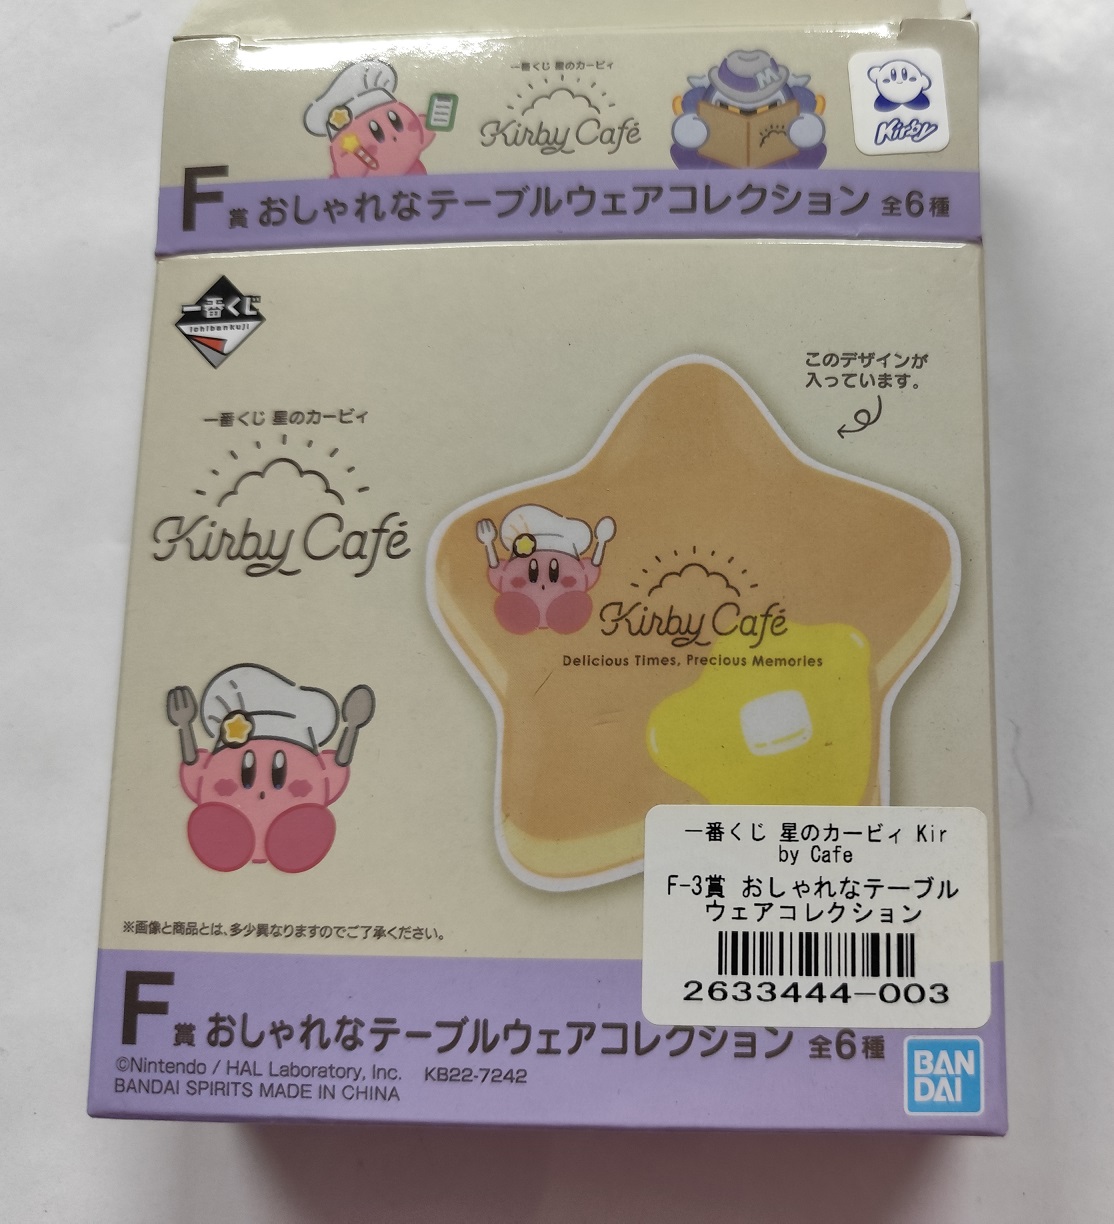 一番くじ 星のカービィ
Kirby Café
M
Kirby
F賞 おしゃれなテーブルウェアコレクション 全6種
一番くじ
ichibankuji
このデザインが
入っています。
一番くじ 星のカービィ
Kirby Café
Kirby Café
Delicious Times, Precious Memories
一番くじ 星のカービィ Kir
by Cafe
F-3賞 おしゃれなテーブル
ウェアコレクション
2633444-003
※画像と商品とは、多少異なりますのでご了承ください。
F賞 おしゃれなテーブルウェアコレクション 全6種
©Nintendo / HAL Laboratory, Inc. KB22-7242
BANDAI SPIRITS MADE IN CHINA
BAN
DAI